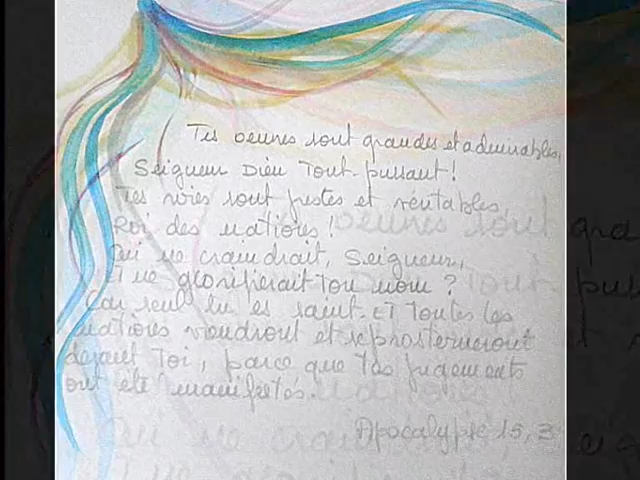 Tes oeuvres sont grandes et admirables,
Seigneur Dieu Tout-puissant !
Tes voies sont justes et véritables
Roi des nations !
Qui ne craindrait, Seigneur,
Et ne glorifierait ton nom ?
Car seul tu es saint. Et toutes les
nations viendront et se prosterneront
devant Toi, parce que tes jugements
ont été manifestés.
Apocalypse 15, 3